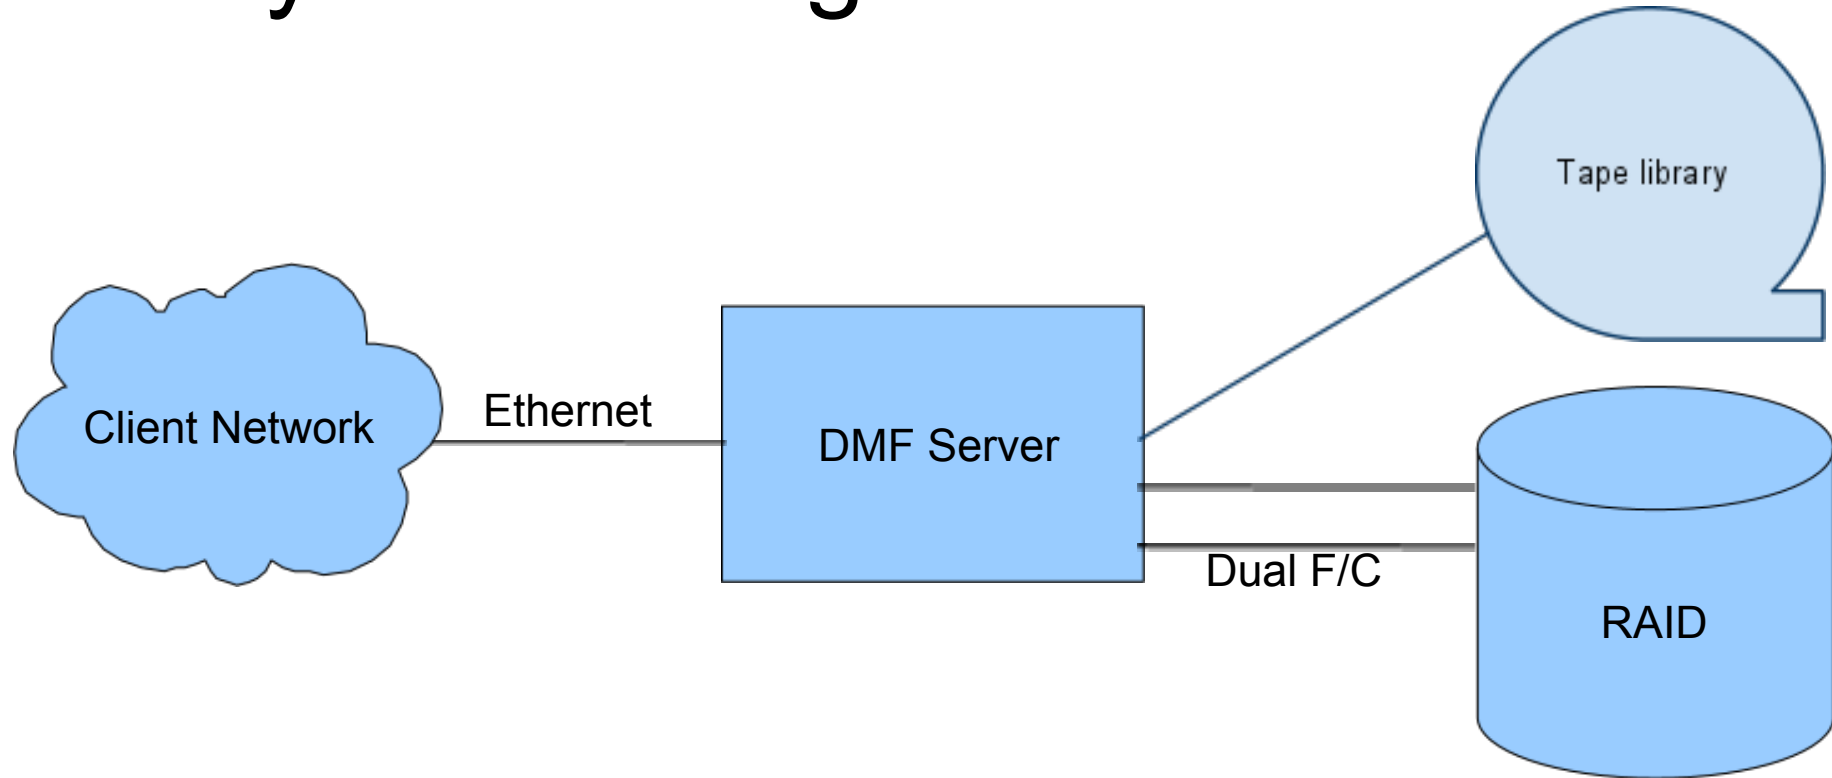 Client Network
Ethernet
DMF Server
Tape library
Dual F/C
RAID